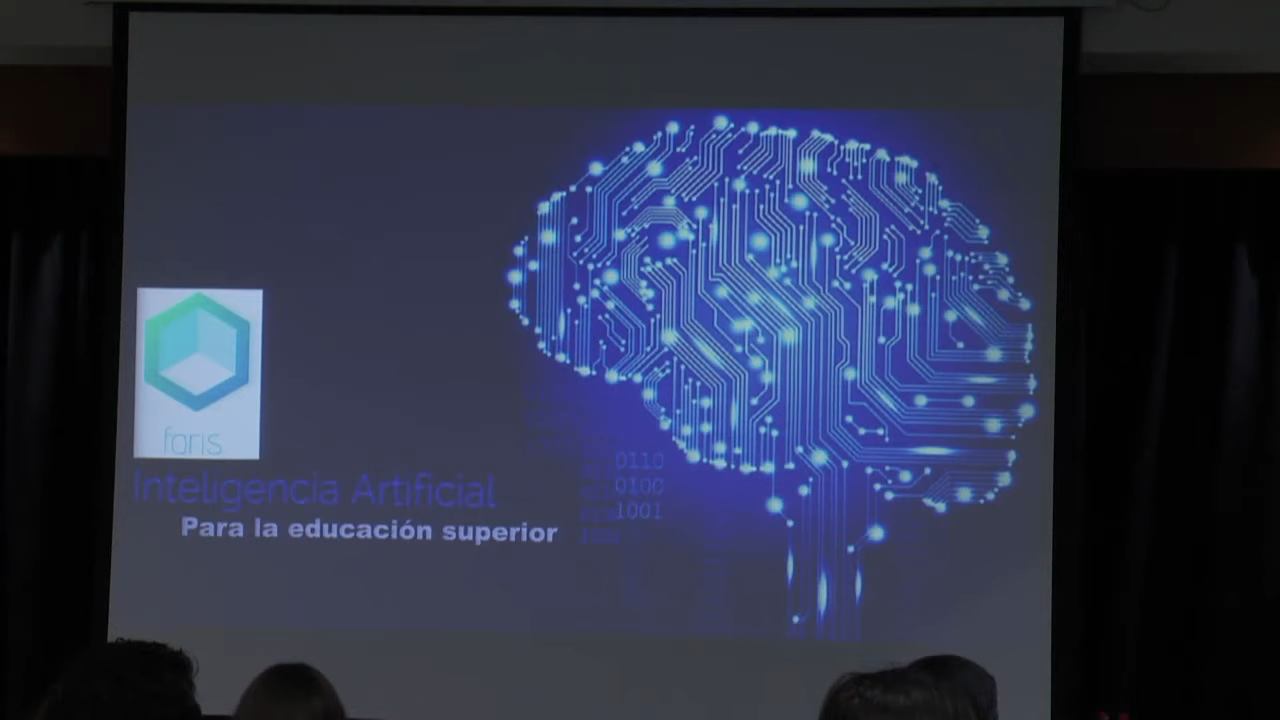 foris
Inteligencia Artificial
Para la educación superior
0110
0100
1001